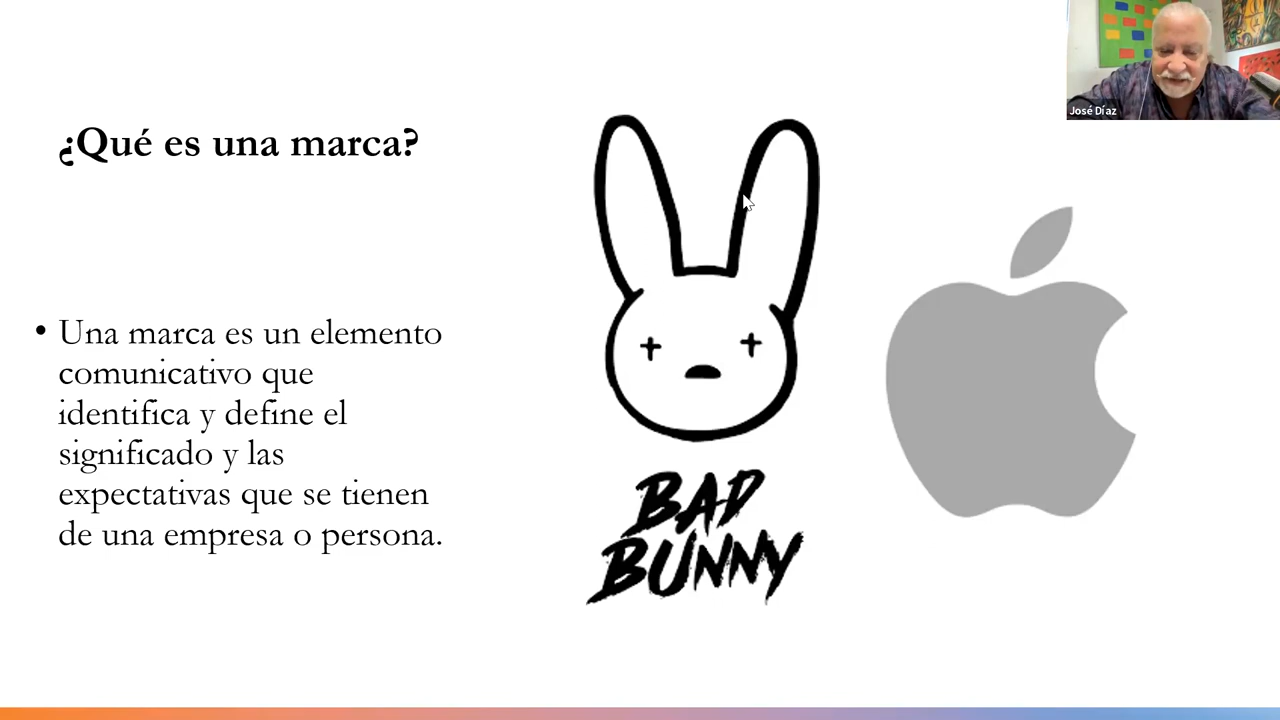 José Díaz
¿Qué es una marca?
• Una marca es un elemento
comunicativo que
identifica y define el
significado y las
expectativas que se tienen
de una empresa o persona.
BAD
BUNNY